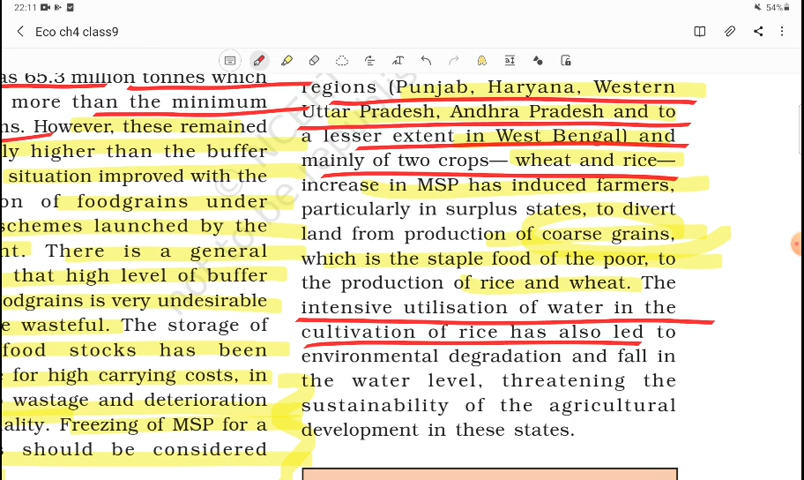 22:11
54%
Eco ch4 class9
as 65.3 million tonnes which
more than the minimum
ns. However, these remained
ly higher than the buffer
situation improved with the
on of foodgrains under
schemes launched by the
nt. There is a general
that high level of buffer
odgrains is very undesirable
e wasteful. The storage of
food stocks has been
for high carrying costs, in
wastage and deterioration
ality. Freezing of MSP for a
s should be considered
regions (Punjab, Haryana, Western
Uttar Pradesh, Andhra Pradesh and to
a lesser extent in West Bengal) and
mainly of two crops— wheat and rice—
increase in MSP has induced farmers,
particularly in surplus states, to divert
land from production of coarse grains,
which is the staple food of the poor, to
the production of rice and wheat. The
intensive utilisation of water in the
cultivation of rice has also led to
environmental degradation and fall in
the water level, threatening the
sustainability of the agricultural
development in these states.